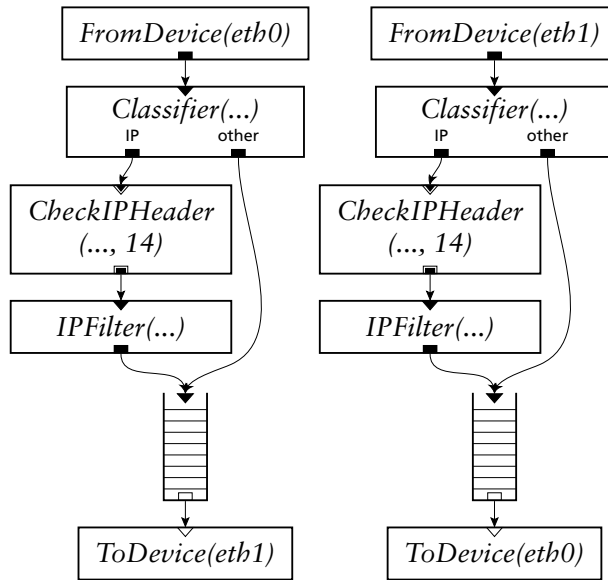 FromDevice(eth0)
Classifier(...)
IP other
CheckIPHeader
(..., 14)
IPFilter(...)
ToDevice(eth1)
FromDevice(eth1)
Classifier(...)
IP other
CheckIPHeader
(..., 14)
IPFilter(...)
ToDevice(eth0)